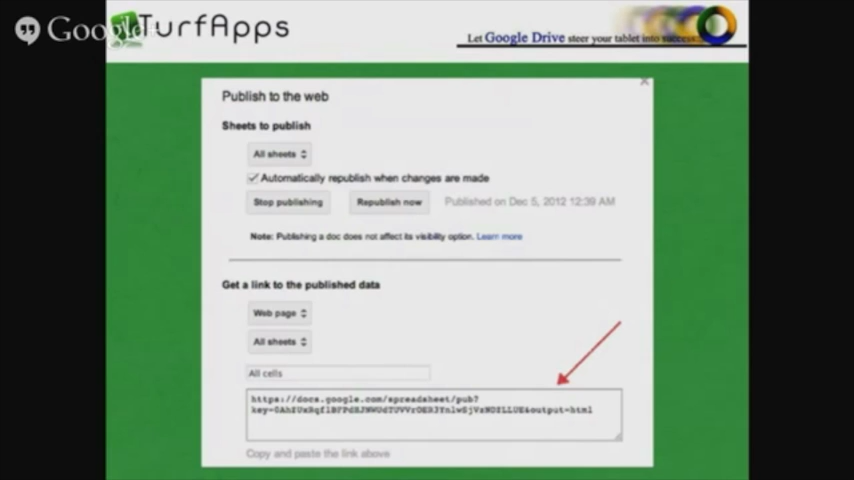 Google+
TurfApps
Let Google Drive steer your tablet into success.
Publish to the web
Sheets to publish
All sheets
Automatically republish when changes are made
Stop publishing Republish now Published on Dec 5, 2012 12:39 AM
Note: Publishing a doc does not affect its visibility option. Learn more
Get a link to the published data
Web page
All sheets
All cells
https://docs.google.com/spreadsheet/pub?
Copy and paste the link above